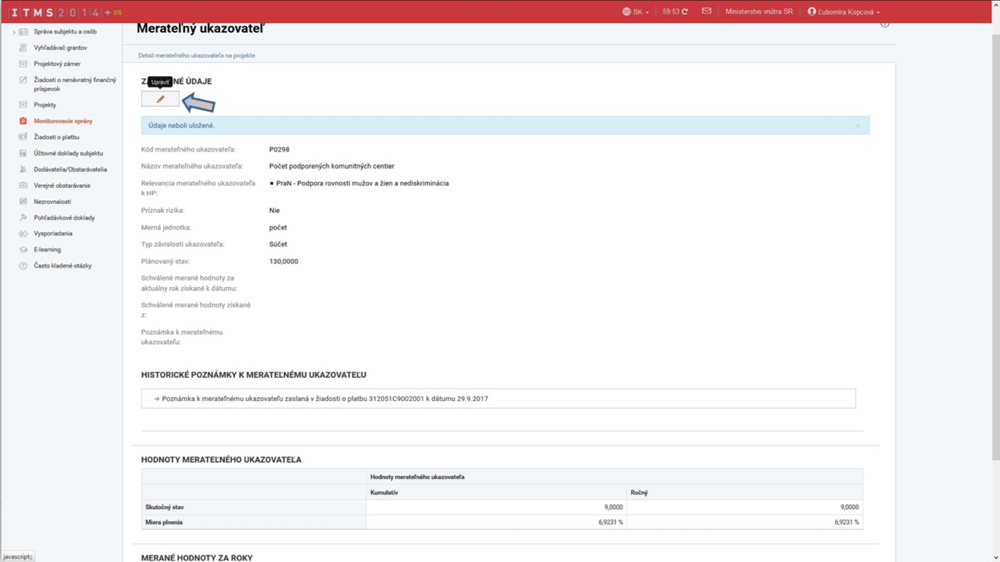 ITMS2014+ STG
SK
59:53
Ministerstvo vnútra SR
Ľubomíra Kopcová
Správa subjektu a osôb
Vyhľadávač grantov
Projektový zámer
Žiadosti o nenávratný finančný
príspevok
Projekty
Monitorovacie správy
Žiadosti o platbu
Účtovné doklady subjektu
Dodávatelia/Obstarávatelia
Verejné obstarávanie
Nezrovnalosti
Pohľadávkové doklady
Vysporiadania
E-learning
Často kladené otázky
Merateľný ukazovateľ
Detail merateľného ukazovateľa na projekte
Upraviť
NÉ ÚDAJE
Údaje neboli uložené.
Kód merateľného ukazovateľa: P0298
Názov merateľného ukazovateľa: Počet podporených komunitných centier
Relevancia merateľného ukazovateľa
k HP:
PraN - Podpora rovnosti mužov a žien a nediskriminácia
Príznak rizika: Nie
Merná jednotka: počet
Typ závislosti ukazovateľa: Súčet
Plánovaný stav: 130,0000
Schválené merané hodnoty za
aktuálny rok získané k dátumu:
Schválené merané hodnoty získané
z:
Poznámka k merateľnému
ukazovateľu:
HISTORICKÉ POZNÁMKY K MERATEĽNÉMU UKAZOVATEĽU
Poznámka k merateľnému ukazovateľu zaslaná v žiadosti o platbu 312051C9002001 k dátumu 29.9.2017
HODNOTY MERATEĽNÉHO UKAZOVATEĽA
Hodnoty merateľného ukazovateľa
Kumulatív Ročný
Skutočný stav 9,0000 9,0000
Miera plnenia 6,9231 % 6,9231 %
MERANÉ HODNOTY ZA ROKY
javascript:;